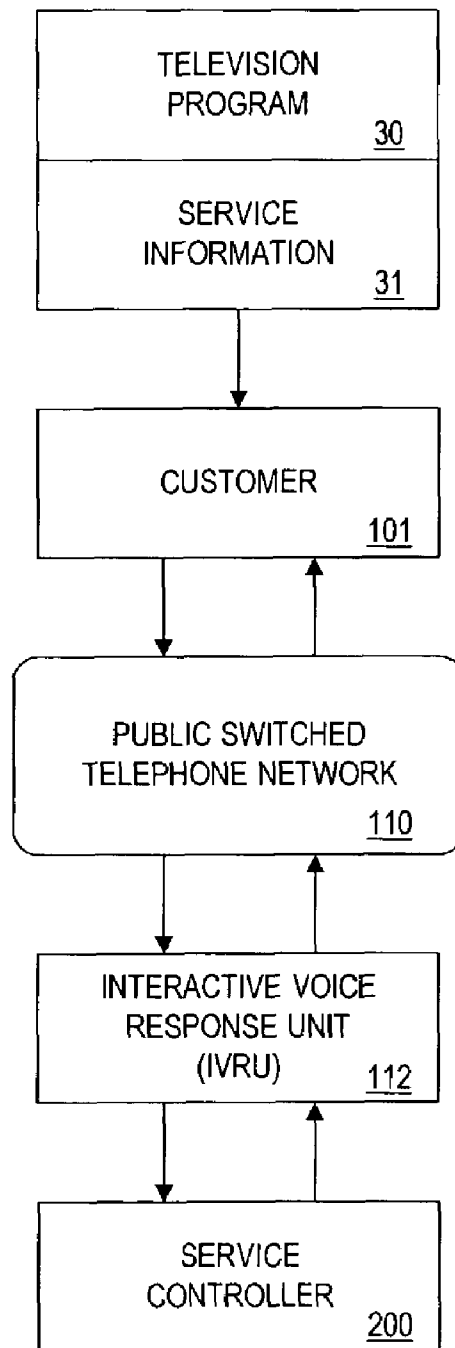 TELEVISION
PROGRAM
30
SERVICE
INFORMATION
31
CUSTOMER
101
PUBLIC SWITCHED
TELEPHONE NETWORK
110
INTERACTIVE VOICE
RESPONSE UNIT
(IVRU)
112
SERVICE
CONTROLLER
200